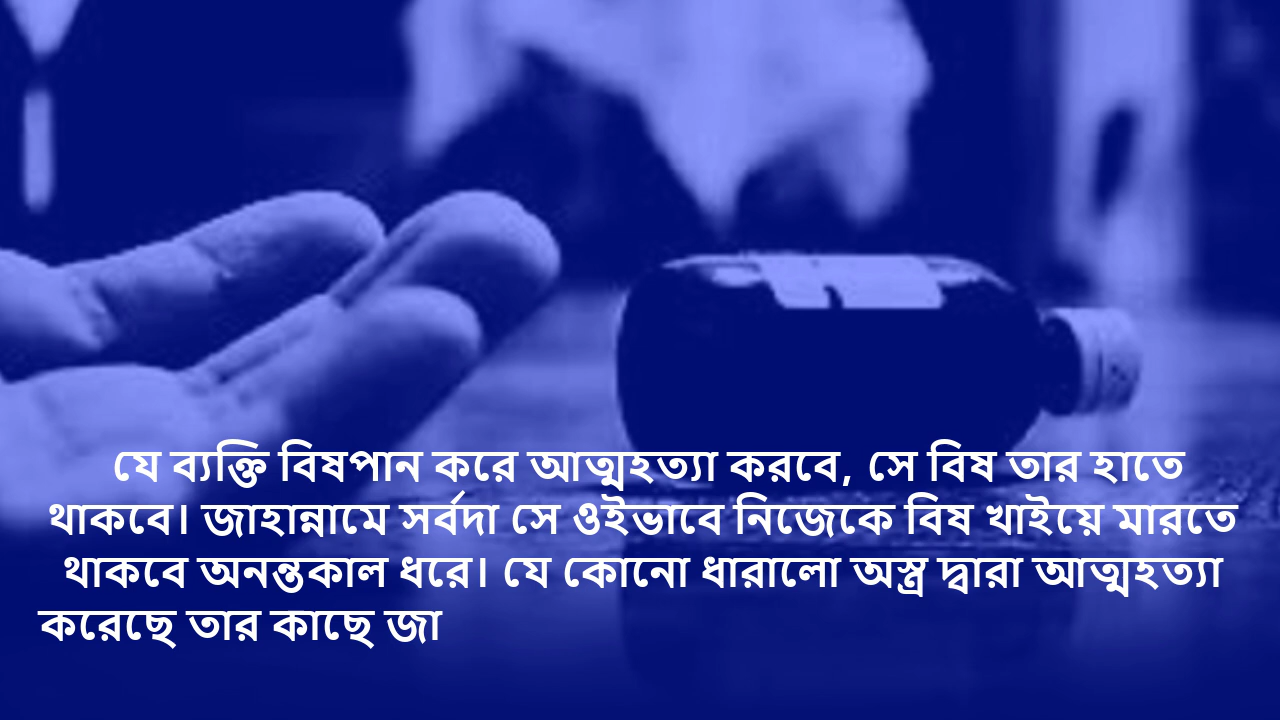 যে ব্যক্তি বিষপান করে আত্মহত্যা করবে, সে বিষ তার হাতে
থাকবে। জাহান্নামে সর্বদা সে ওইভাবে নিজেকে বিষ খাইয়ে মারতে
থাকবে অনন্তকাল ধরে। যে কোনো ধারালো অস্ত্র দ্বারা আত্মহত্যা
করেছে তার কাছে জা